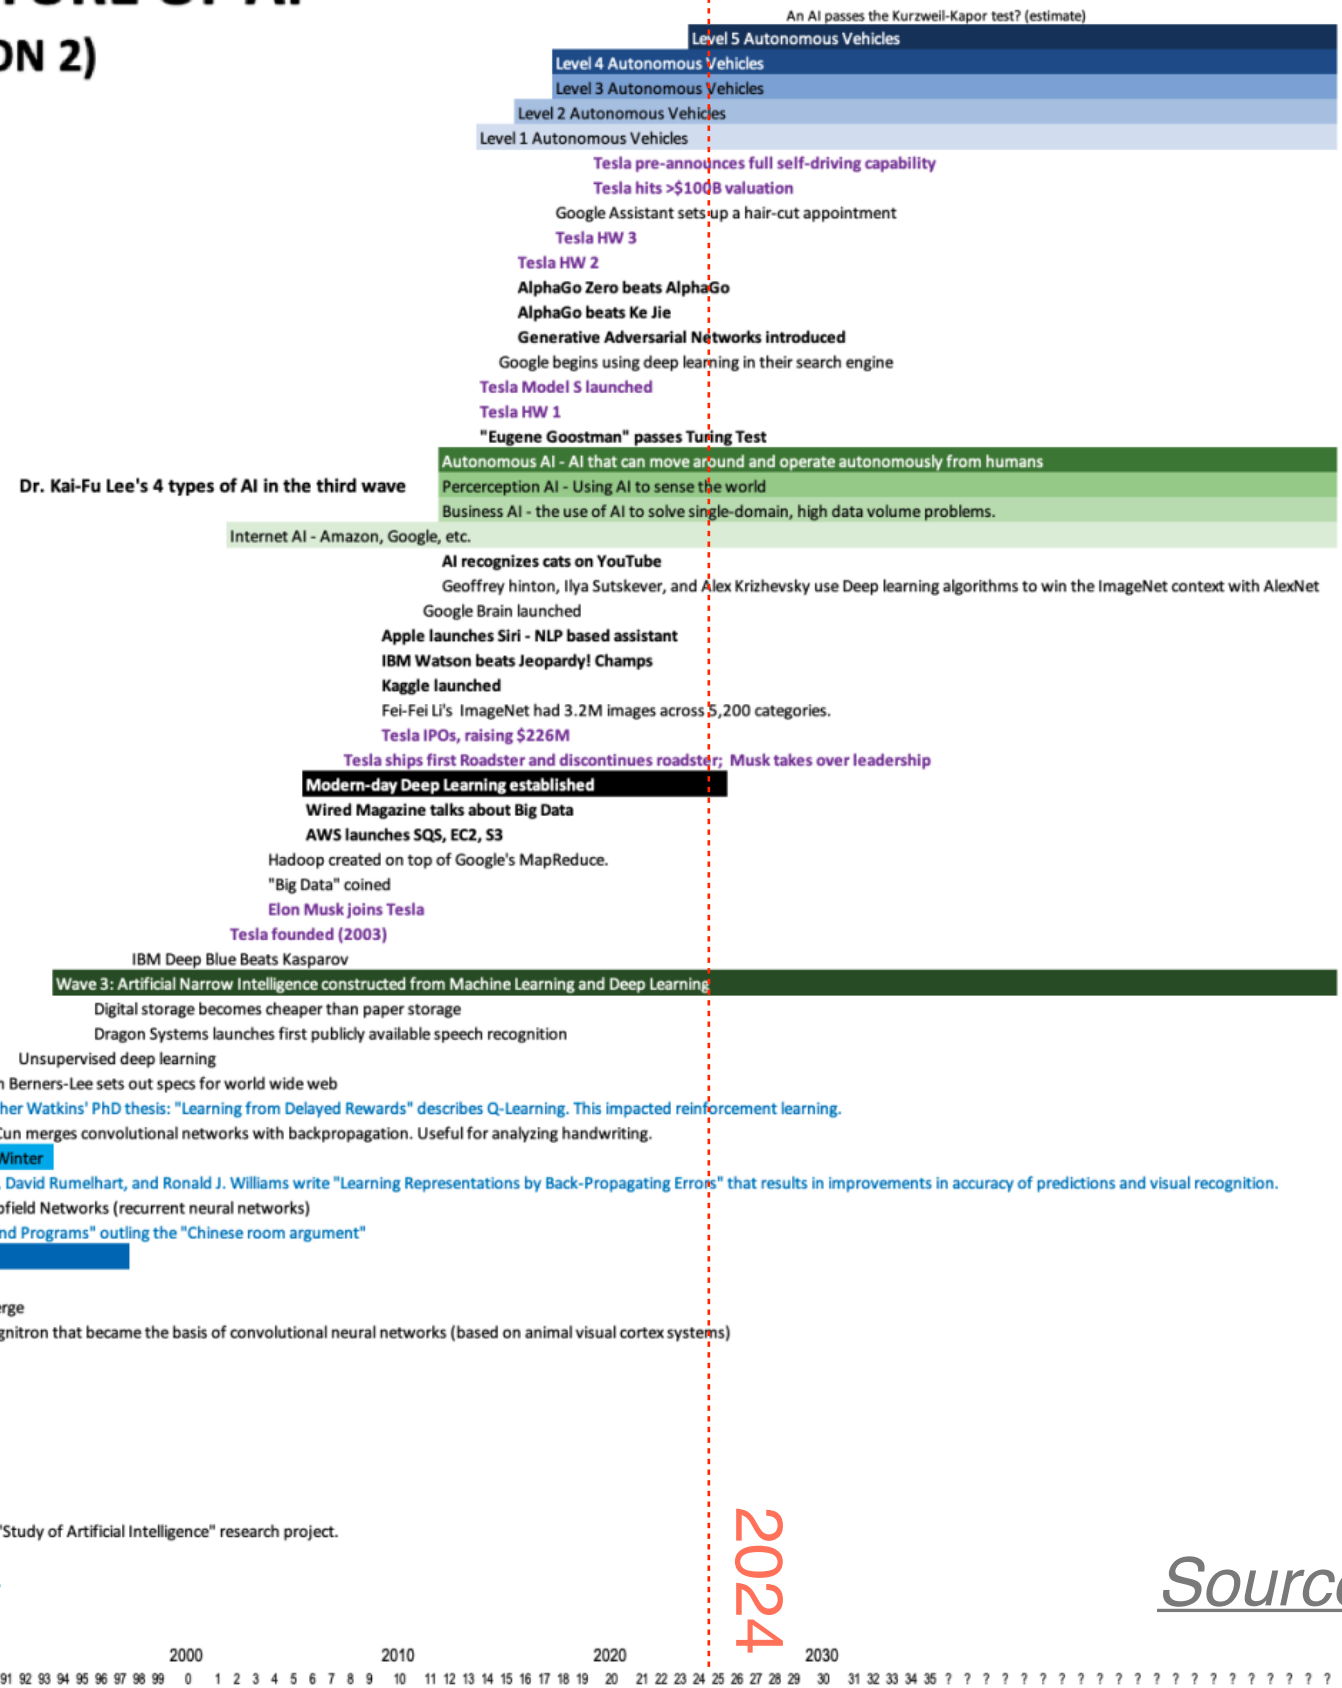 ON 2)
An AI passes the Kurzweil-Kapor test? (estimate)
Level 5 Autonomous Vehicles
Level 4 Autonomous Vehicles
Level 3 Autonomous Vehicles
Level 2 Autonomous Vehicles
Level 1 Autonomous Vehicles
Tesla pre-announces full self-driving capability
Tesla hits >$100B valuation
Google Assistant sets up a hair-cut appointment
Tesla HW 3
Tesla HW 2
AlphaGo Zero beats AlphaGo
AlphaGo beats Ke Jie
Generative Adversarial Networks introduced
Google begins using deep learning in their search engine
Tesla Model S launched
Tesla HW 1
"Eugene Goostman" passes Turing Test
Autonomous AI - AI that can move around and operate autonomously from humans
Dr. Kai-Fu Lee's 4 types of AI in the third wave
Percerception AI - Using AI to sense the world
Business AI - the use of AI to solve single-domain, high data volume problems.
Internet AI - Amazon, Google, etc.
AI recognizes cats on YouTube
Geoffrey hinton, Ilya Sutskever, and Alex Krizhevsky use Deep learning algorithms to win the ImageNet context with AlexNet
Google Brain launched
Apple launches Siri - NLP based assistant
IBM Watson beats Jeopardy! Champs
Kaggle launched
Fei-Fei Li's ImageNet had 3.2M images across 5,200 categories.
Tesla IPOs, raising $226M
Tesla ships first Roadster and discontinues roadster; Musk takes over leadership
Modern-day Deep Learning established
Wired Magazine talks about Big Data
AWS launches SQS, EC2, S3
Hadoop created on top of Google's MapReduce.
"Big Data" coined
Elon Musk joins Tesla
Tesla founded (2003)
IBM Deep Blue Beats Kasparov
Wave 3: Artificial Narrow Intelligence constructed from Machine Learning and Deep Learning
Digital storage becomes cheaper than paper storage
Dragon Systems launches first publicly available speech recognition
Unsupervised deep learning
n Berners-Lee sets out specs for world wide web
her Watkins' PhD thesis: "Learning from Delayed Rewards" describes Q-Learning. This impacted reinforcement learning.
Cun merges convolutional networks with backpropagation. Useful for analyzing handwriting.
Winter
, David Rumelhart, and Ronald J. Williams write "Learning Representations by Back-Propagating Errors" that results in improvements in accuracy of predictions and visual recognition.
pfield Networks (recurrent neural networks)
nd Programs" outling the "Chinese room argument"
erge
gnitron that became the basis of convolutional neural networks (based on animal visual cortex systems)
"Study of Artificial Intelligence" research project.
2024
Source
2000 2010 2020 2030
91 92 93 94 95 96 97 98 99 0 1 2 3 4 5 6 7 8 9 10 11 12 13 14 15 16 17 18 19 20 21 22 23 24 25 26 27 28 29 30 31 32 33 34 35 ? ? ? ? ? ? ? ? ? ? ? ? ? ? ? ? ? ? ? ? ?